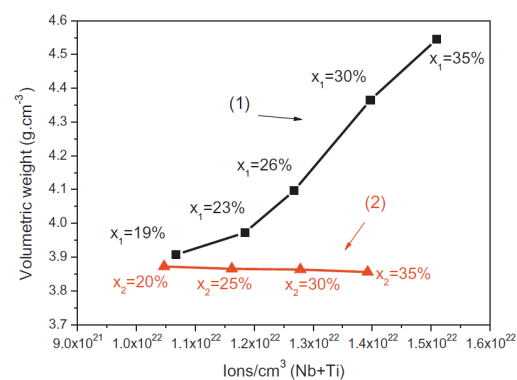 4.6
4.5
4.4
4.3
4.2
4.1
4.0
3.9
3.8
3.7
Volumetric weight (g.cm⁻³)
x₁=35%
x₁=30%
(1)
x₁=26%
x₁=23%
(2)
x₁=19%
x₂=20%
x₂=25%
x₂=30%
x₂=35%
9.0x10²¹ 1.0x10²² 1.1x10²² 1.2x10²² 1.3x10²² 1.4x10²² 1.5x10²² 1.6x10²²
Ions/cm³ (Nb+Ti)